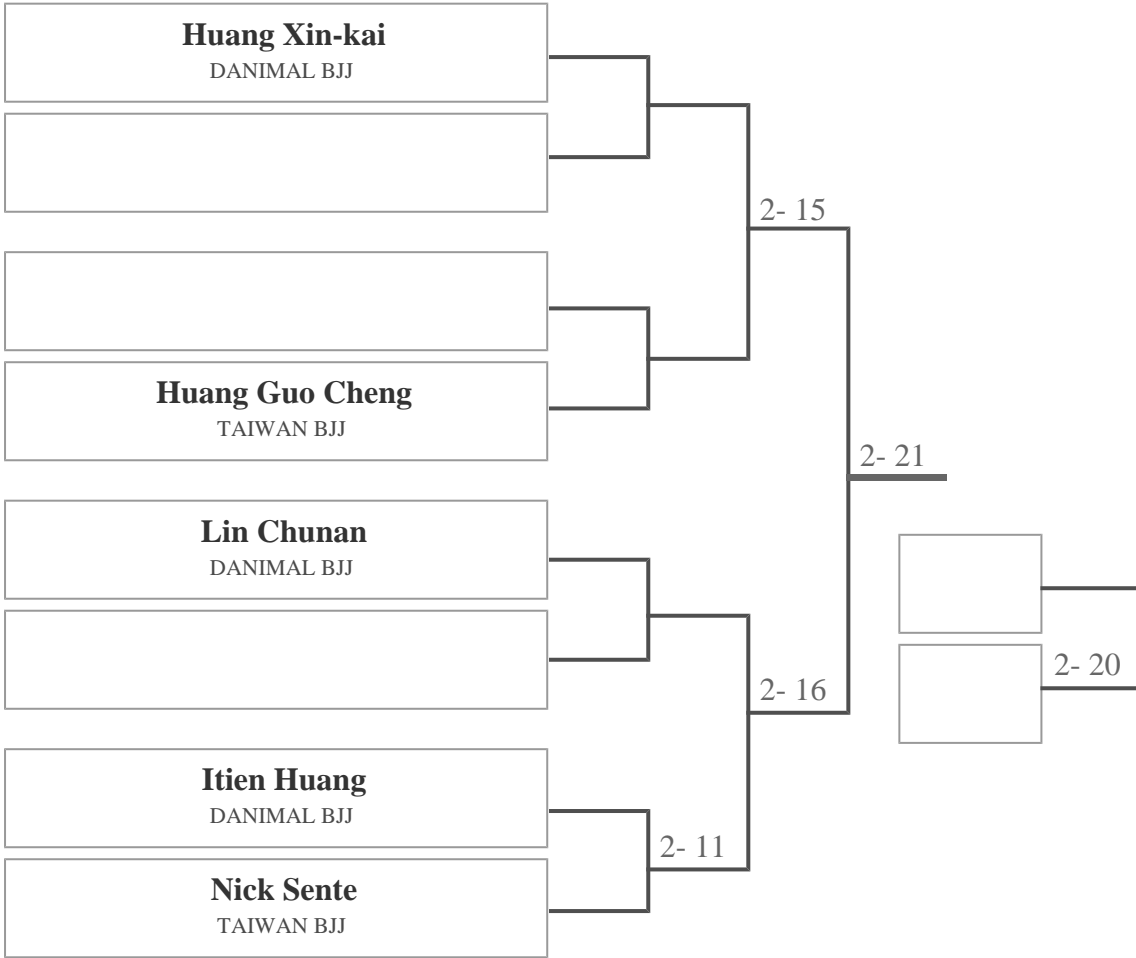 Huang Xin-kai
DANIMAL BJJ
2- 15
Huang Guo Cheng
TAIWAN BJJ
2- 21
Lin Chunan
DANIMAL BJJ
2- 20
2- 16
Itien Huang
DANIMAL BJJ
2- 11
Nick Sente
TAIWAN BJJ